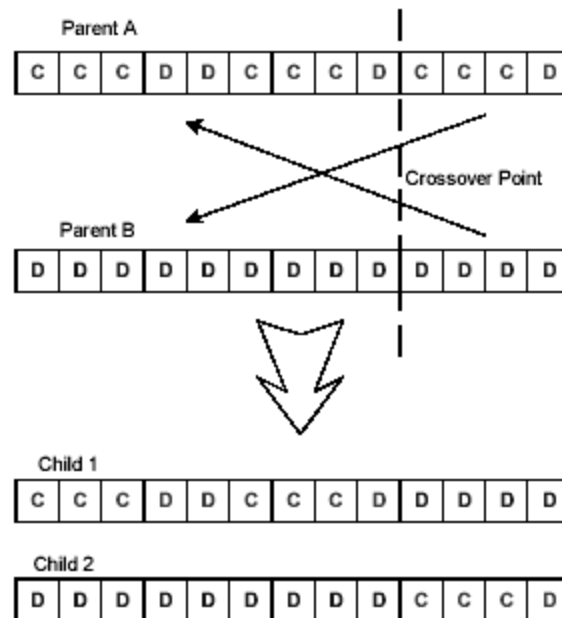 Parent A
C C C D D C C C D C C C D
Crossover Point
Parent B
D D D D D D D D D D D D D
Child 1
C C C D D C C C D D D D D
Child 2
D D D D D D D D D C C C D